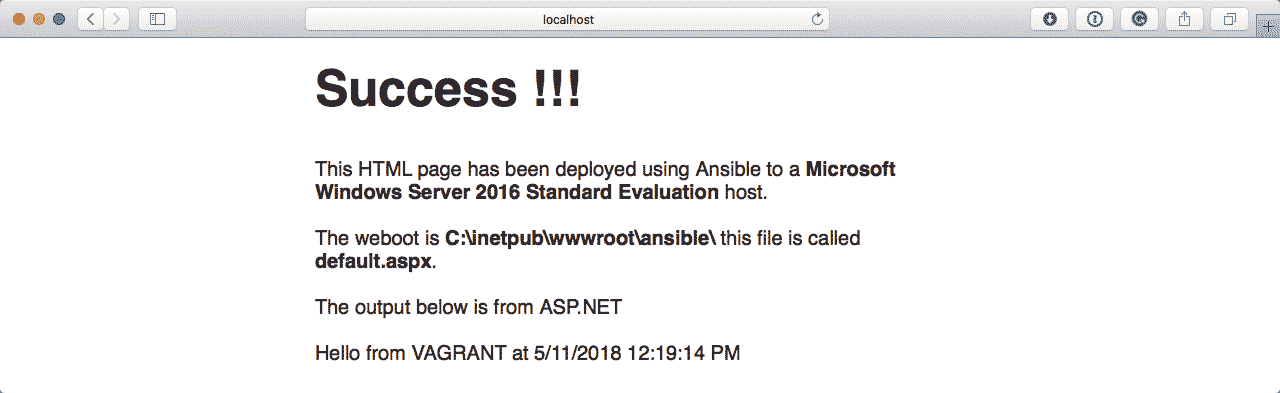 localhost
Success !!!
This HTML page has been deployed using Ansible to a Microsoft
Windows Server 2016 Standard Evaluation host.
The weboot is C:\inetpub\wwwroot\ansible\ this file is called
default.aspx.
The output below is from ASP.NET
Hello from VAGRANT at 5/11/2018 12:19:14 PM